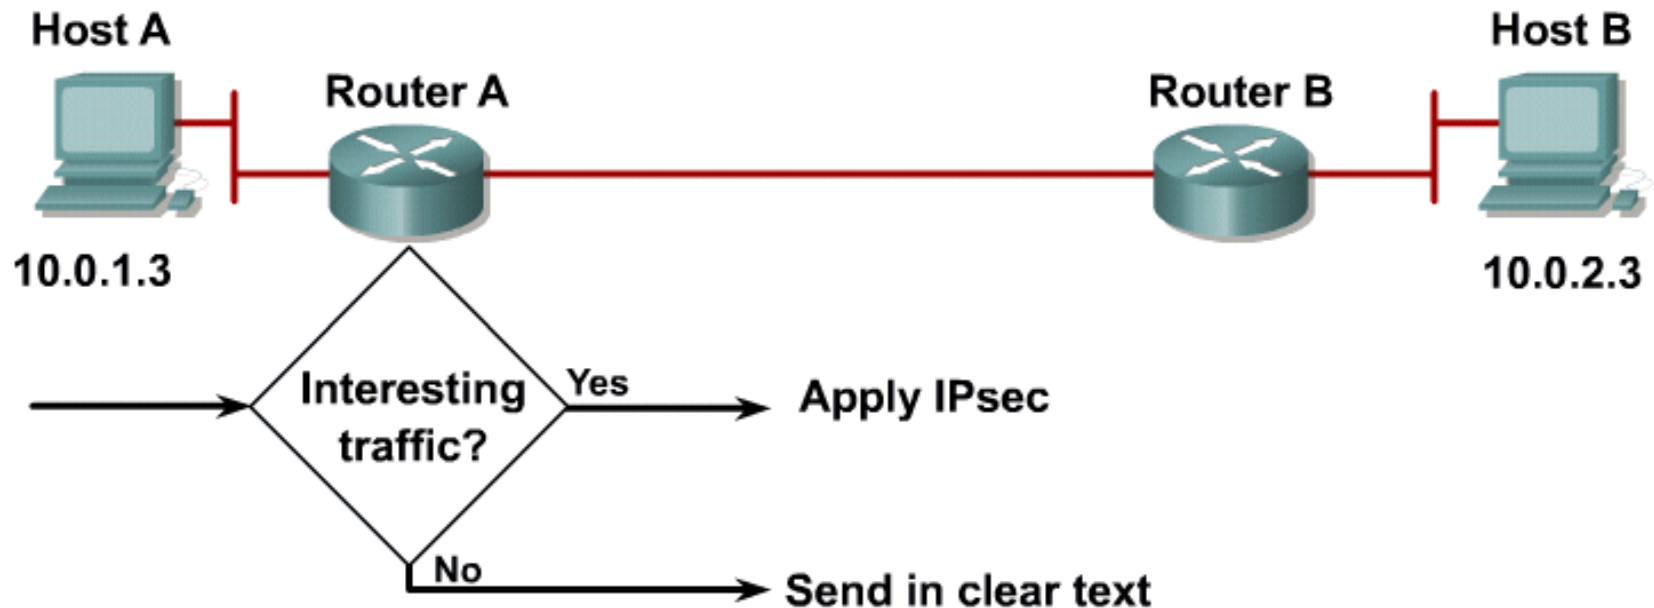 Host A
Host B
Router A
Router B
10.0.1.3
10.0.2.3
Interesting
traffic?
Yes
Apply IPsec
No
Send in clear text